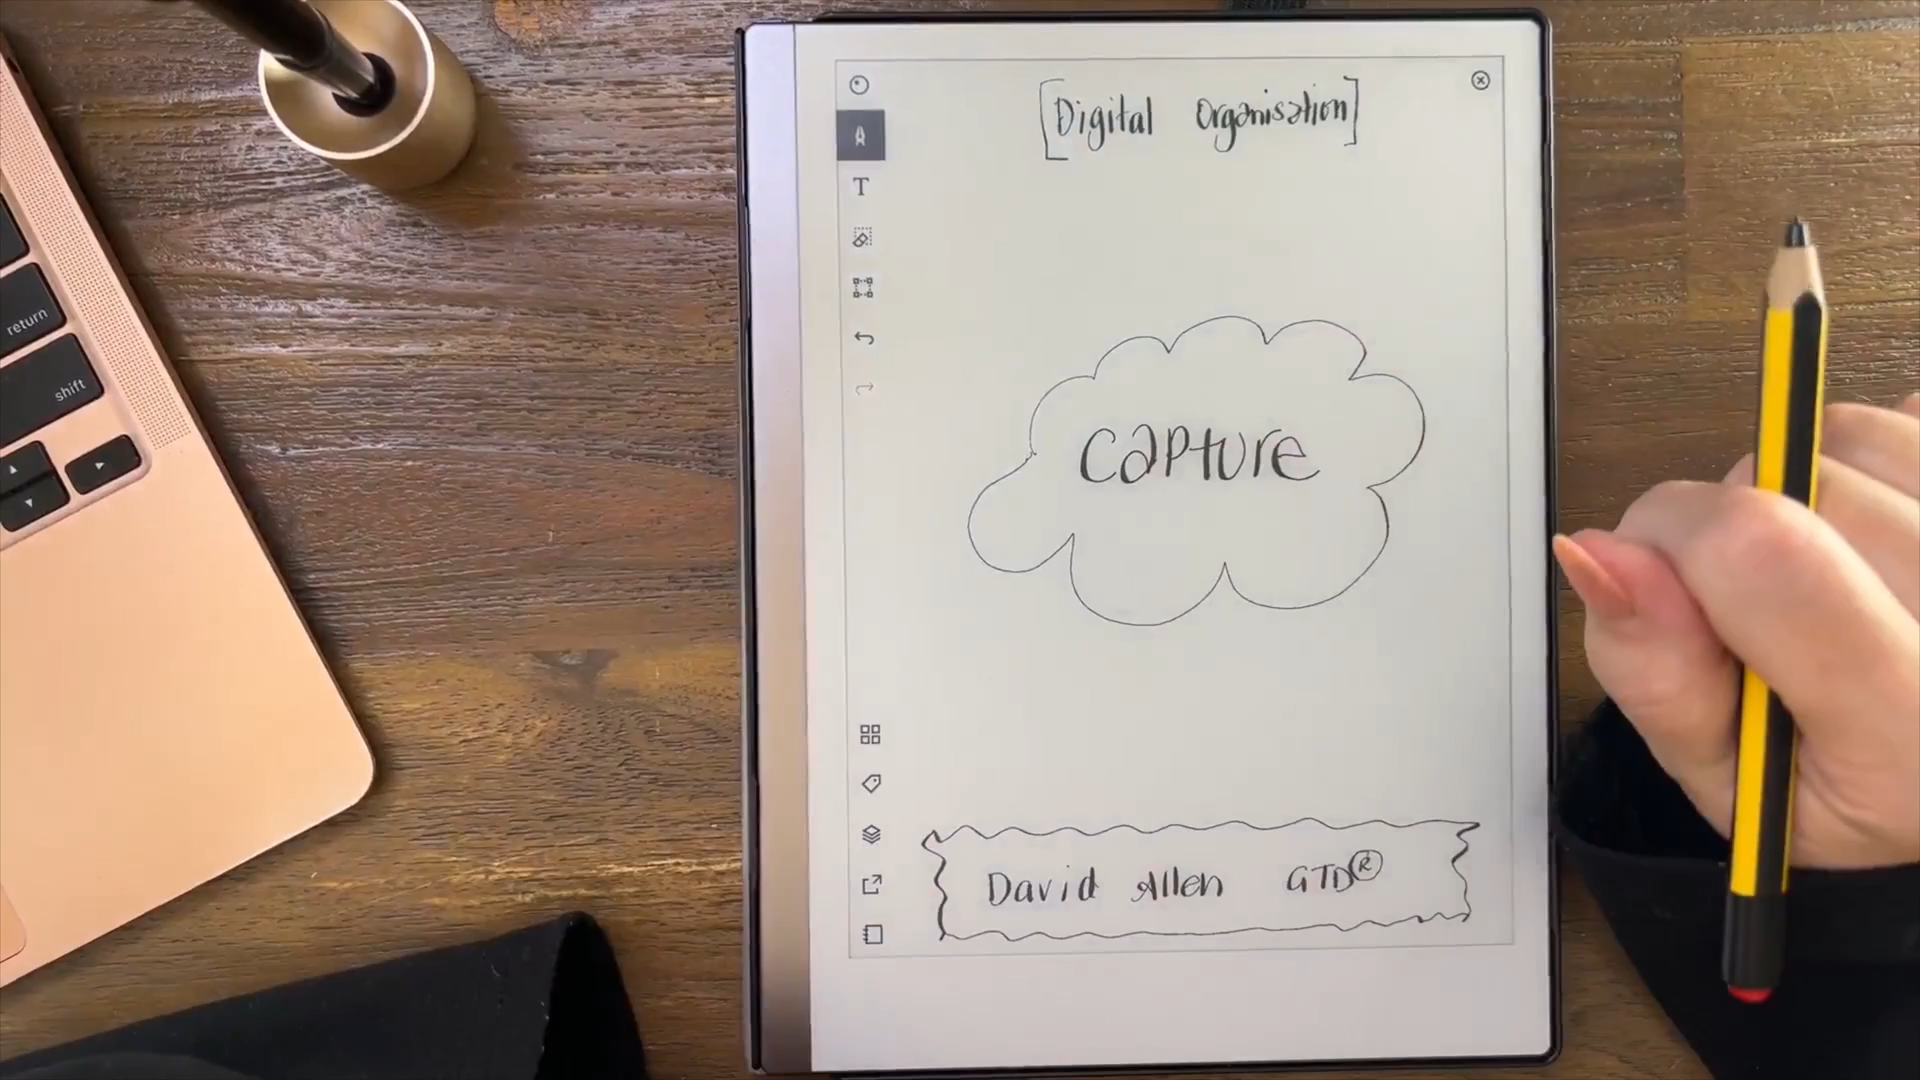 [Digital Organisation]
T
return
shift
Capture
David Allen GTD®